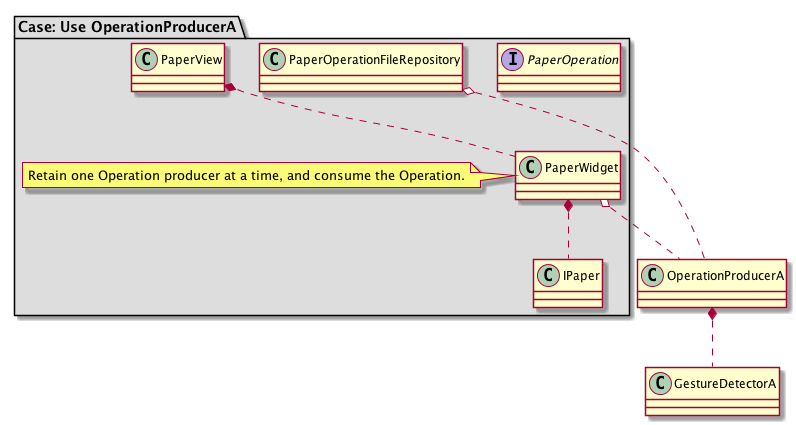 Case: Use OperationProducerA
C PaperView
C PaperOperationFileRepository
I PaperOperation
Retain one Operation producer at a time, and consume the Operation.
C PaperWidget
C IPaper
C OperationProducerA
C GestureDetectorA